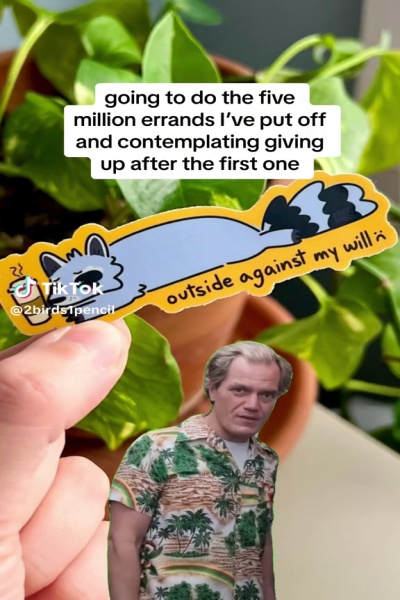 going to do the five
million errands I've put off
and contemplating giving
up after the first one
outside against my will :(
TikTok
@2birds1pencil